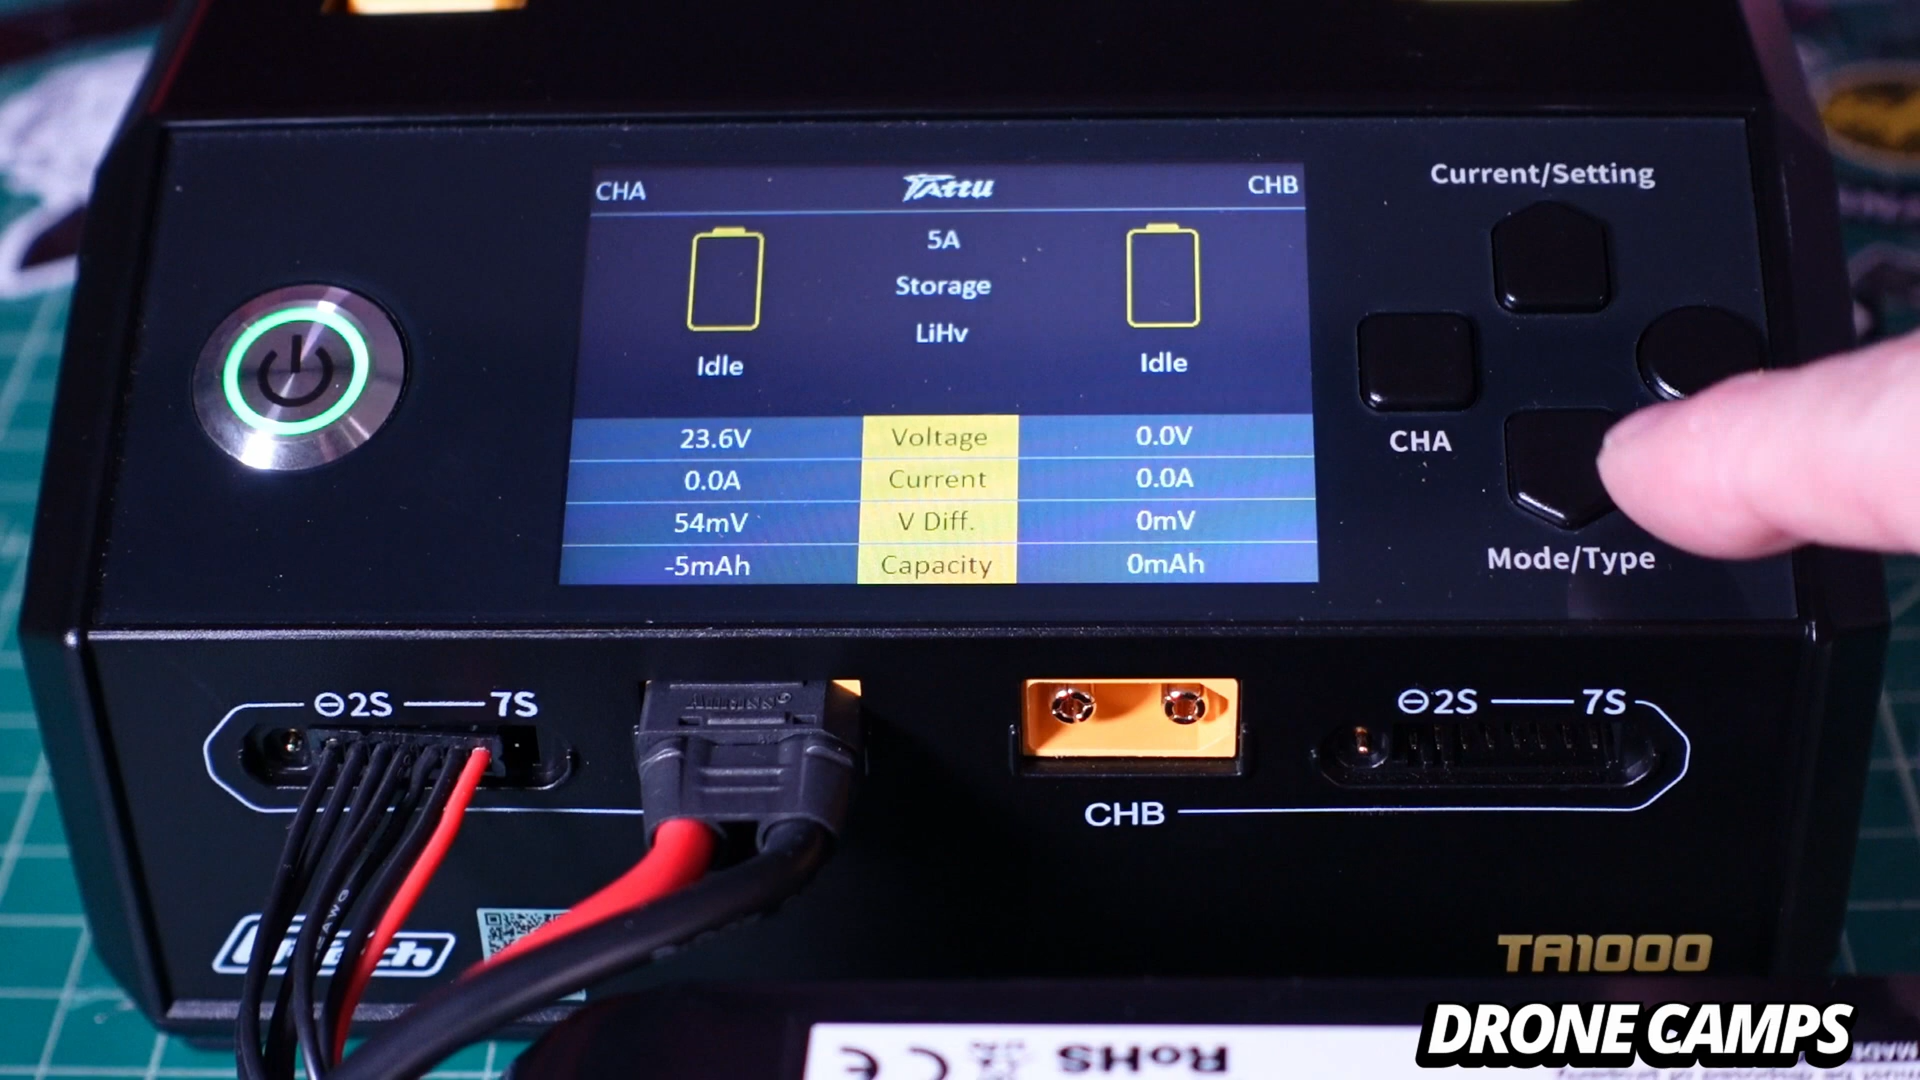 CHA
Tattu
CHB
Current/Setting
5A
Storage
LiHv
Idle
Idle
23.6V Voltage 0.0V
0.0A Current 0.0A
54mV V Diff. 0mV
-5mAh Capacity 0mAh
CHA
Mode/Type
⊖2S 7S
⊖2S 7S
CHB
TA1000
DRONE CAMPS
CE
RoHS